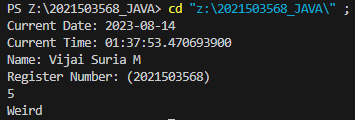 PS Z:\2021503568_JAVA> cd "z:\2021503568_JAVA\" ;
Current Date: 2023-08-14
Current Time: 01:37:53.470693900
Name: Vijai Suria M
Register Number: (2021503568)
5
Weird